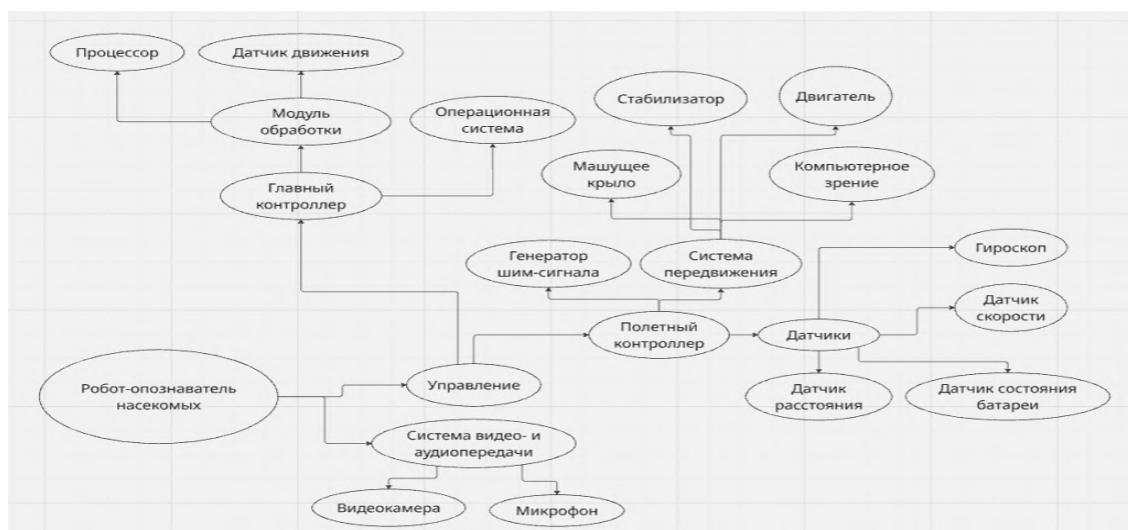 Процессор
Датчик движения
Стабилизатор
Двигатель
Модуль
обработки
Операционная
система
Машущее
крыло
Компьютерное
зрение
Главный
контроллер
Генератор
шим-сигнала
Система
передвижения
Гироскоп
Датчик
скорости
Полетный
контроллер
Датчики
Робот-опознаватель
насекомых
Управление
Датчик
расстояния
Датчик состояния
батареи
Система видео- и
аудиопередачи
Видеокамера
Микрофон